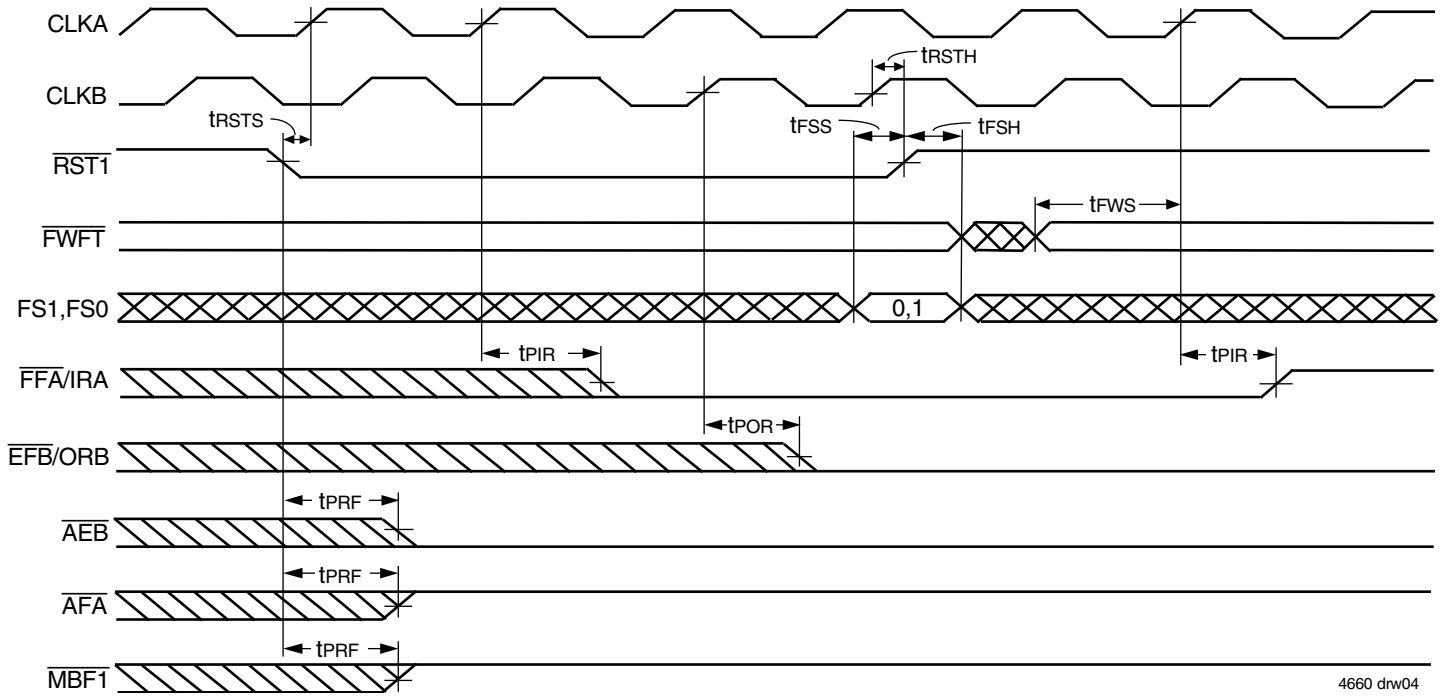 CLKA
tRSTH
CLKB
tRSTS
tFSS
tFSH
RST1
tFWS
FWFT
FS1,FS0
0,1
tPIR
tPIR
FFA/IRA
tPOR
EFB/ORB
tPRF
AEB
tPRF
AFA
tPRF
MBF1
4660 drw04